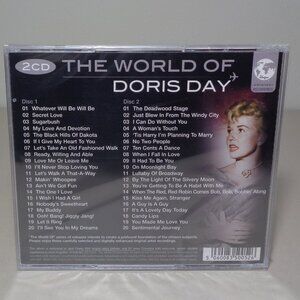 2CD THE WORLD OF
DORIS DAY
Disc 1
01 Whatever Will Be Will Be
02 Secret Love
03 Sugarbush
04 My Love And Devotion
05 The Black Hills Of Dakota
06 If I Give My Heart To You
07 Let's Take An Old Fashioned Walk
08 Ready, Willing And Able
09 Love Me Or Leave Me
10 I'll Never Stop Loving You
11 Let's Walk A That-A-Way
12 Makin' Whoopee
13 Ain't We Got Fun
14 The One I Love
15 I Wish I Had A Girl
16 Nobody's Sweetheart
17 My Buddy
18 Ooh! Bang! Jiggy Jang!
19 Let It Ring
20 I'll See You In My Dreams
Disc 2
01 The Deadwood Stage
02 Just Blew In From The Windy City
03 I Can Do Without You
04 A Woman's Touch
05 'Tis Harry I'm Planning To Marry
06 No Two People
07 Ten Cents A Dance
08 When I Fall In Love
09 It Had To Be You
10 On Moonlight Bay
11 Lullaby Of Broadway
12 By The Light Of The Silvery Moon
13 You're Getting To Be A Habit With Me
14 When The Red, Red Robin Comes Bob, Bob, Bobbin' Along
15 Kiss Me Again, Stranger
16 A Guy Is A Guy
17 It's A Lovely Day Today
18 Candy Lips
19 You Made Me Love You
20 Sentimental Journey